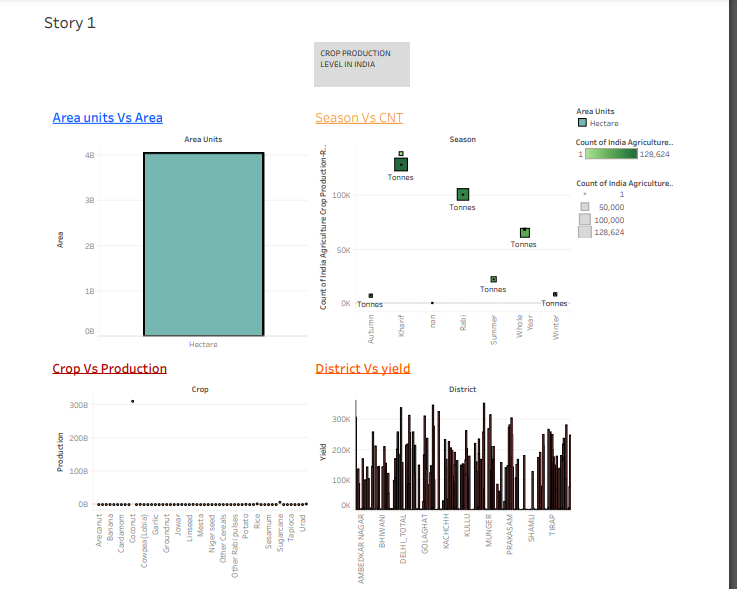 Story 1
CROP PRODUCTION
LEVEL IN INDIA
Area units Vs Area
Area Units
4B
3B
2B
1B
0B
Area
Hectare
Season Vs CNT
Season
Count of India Agriculture Crop Production-R..
100K
50K
0K
Tonnes
Tonnes
Tonnes
Tonnes
Tonnes
Tonnes
Autumn
Kharif
nan
Rabi
Summer
Whole
Year
Winter
Area Units
Hectare
Count of India Agriculture..
1
128,624
Count of India Agriculture..
1
50,000
100,000
128,624
Crop Vs Production
Crop
300B
200B
100B
0B
Production
Arecanut
Banana
Cardamom
Coconut
Cowpea(Lobia)
Garlic
Groundnut
Jowar
Linseed
Mesta
Niger seed
Other Cereals
Other Rabi pulses
Potato
Rice
Sesamum
Sugarcane
Tapioca
Urad
District Vs yield
District
300K
200K
100K
0K
Yield
AMBEDKAR NAGAR
BHIWANI
DELHI_TOTAL
GOLAGHAT
KACHCHH
KULLU
MUNGER
PRAKASAM
SHAMLI
TIRAP